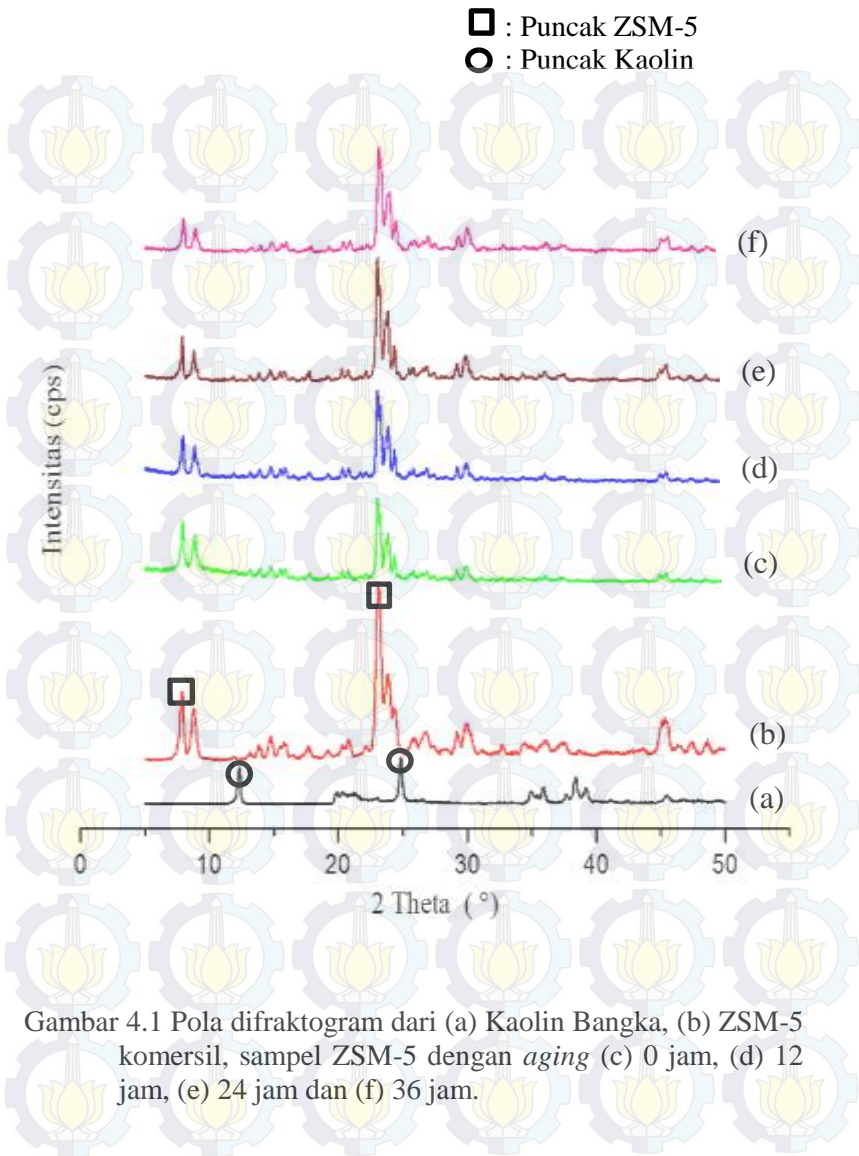 : Puncak ZSM-5
: Puncak Kaolin
(f)
(e)
(d)
(c)
(b)
(a)
Intensitas (cps)
0 10 20 30 40 50
2 Theta (°)
Gambar 4.1 Pola difraktogram dari (a) Kaolin Bangka, (b) ZSM-5
komersil, sampel ZSM-5 dengan aging (c) 0 jam, (d) 12
jam, (e) 24 jam dan (f) 36 jam.